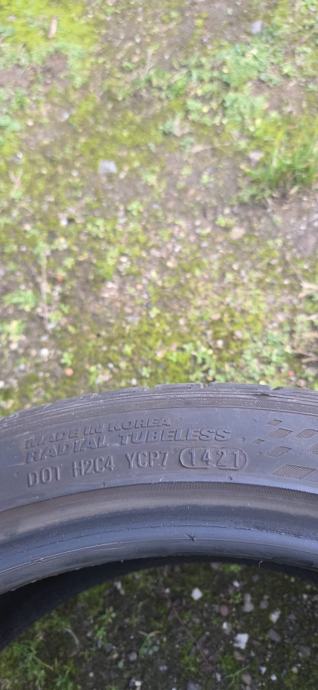 MADE IN KOREA
RADIAL TUBELESS
DOT H2C4 YCP7 1421